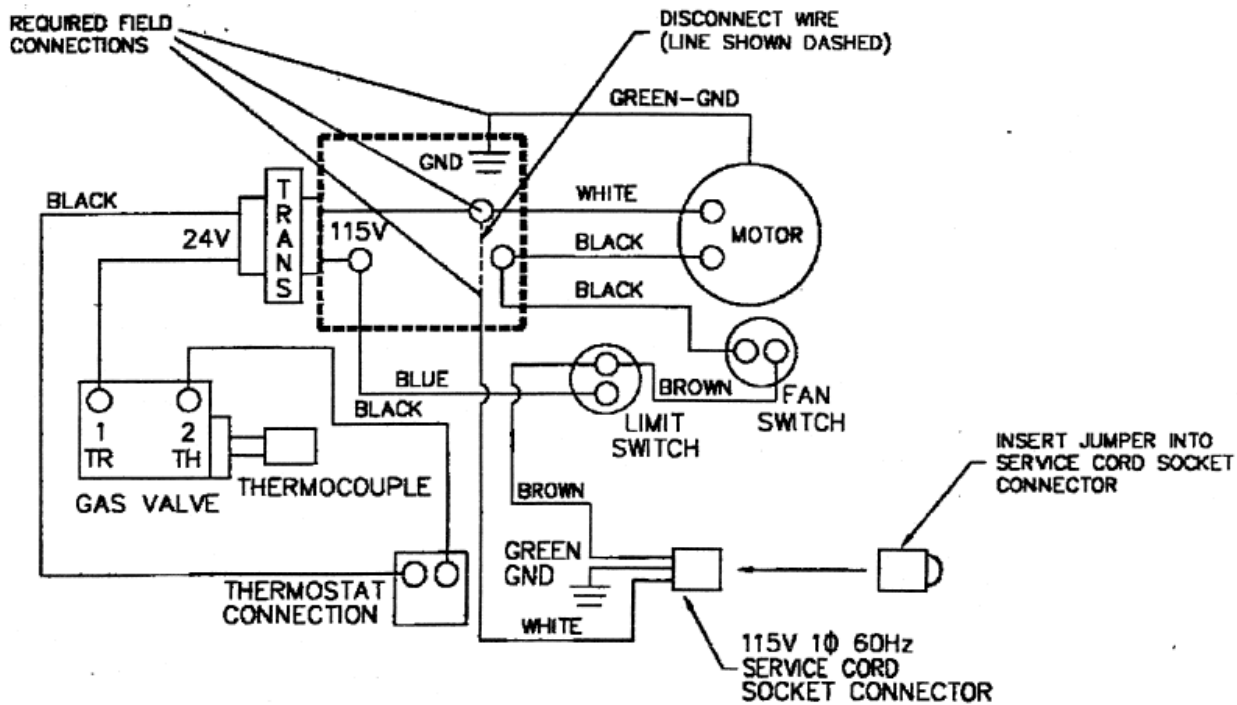 REQUIRED FIELD
CONNECTIONS
DISCONNECT WIRE
(LINE SHOWN DASHED)
GREEN-GND
GND
BLACK
TRANS
24V
115V
WHITE
MOTOR
BLACK
BLACK
BLUE
BROWN
FAN
SWITCH
LIMIT
SWITCH
BLACK
1
TR
2
TH
THERMOCOUPLE
GAS VALVE
INSERT JUMPER INTO
SERVICE CORD SOCKET
CONNECTOR
BROWN
GREEN
GND
THERMOSTAT
CONNECTION
WHITE
115V 1Φ 60Hz
SERVICE CORD
SOCKET CONNECTOR